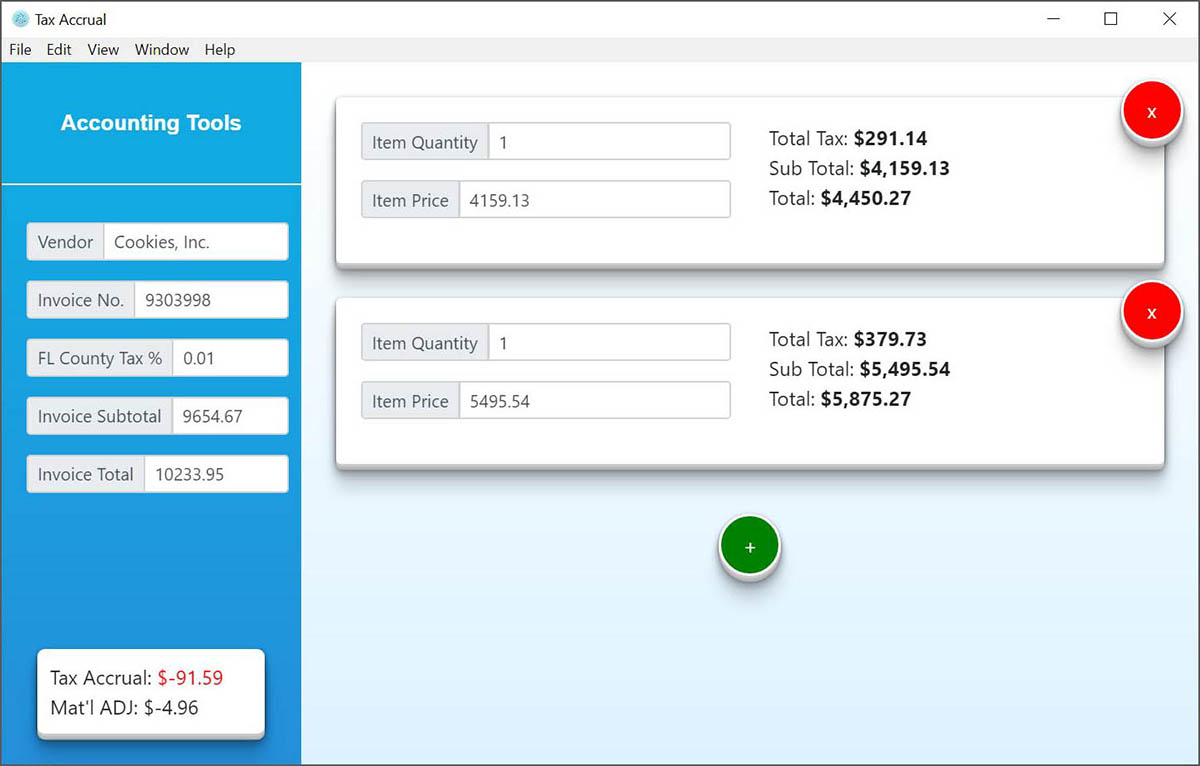 Tax Accrual
File Edit View Window Help
Accounting Tools
Vendor Cookies, Inc.
Invoice No. 9303998
FL County Tax % 0.01
Invoice Subtotal 9654.67
Invoice Total 10233.95
Tax Accrual: $-91.59
Mat'l ADJ: $-4.96
x
Item Quantity 1
Item Price 4159.13
Total Tax: $291.14
Sub Total: $4,159.13
Total: $4,450.27
x
Item Quantity 1
Item Price 5495.54
Total Tax: $379.73
Sub Total: $5,495.54
Total: $5,875.27
+